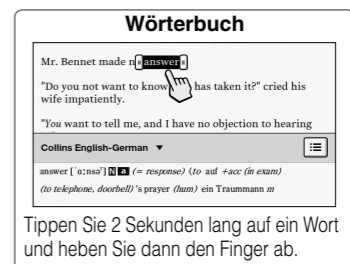 Wörterbuch
Mr. Bennet made n answer
"Do you not want to know has taken it?" cried his
wife impatiently.
"You want to tell me, and I have no objection to hearing
Collins English-German ▼
answer [ˈɑːnsəʳ] N a (= response) (to auf +acc (in exam)
(to telephone, doorbell) 's prayer (hum) ein Traummann m
Tippen Sie 2 Sekunden lang auf ein Wort
und heben Sie dann den Finger ab.